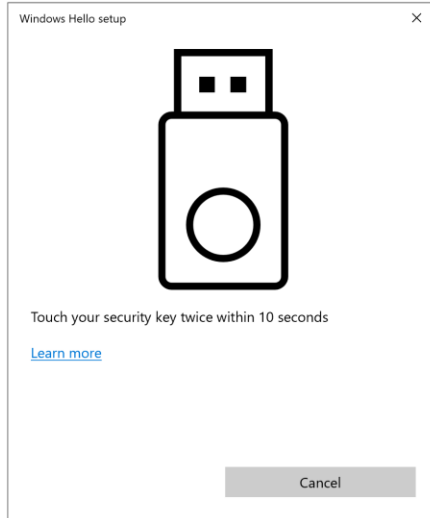 Windows Hello setup
Touch your security key twice within 10 seconds
Learn more
Cancel